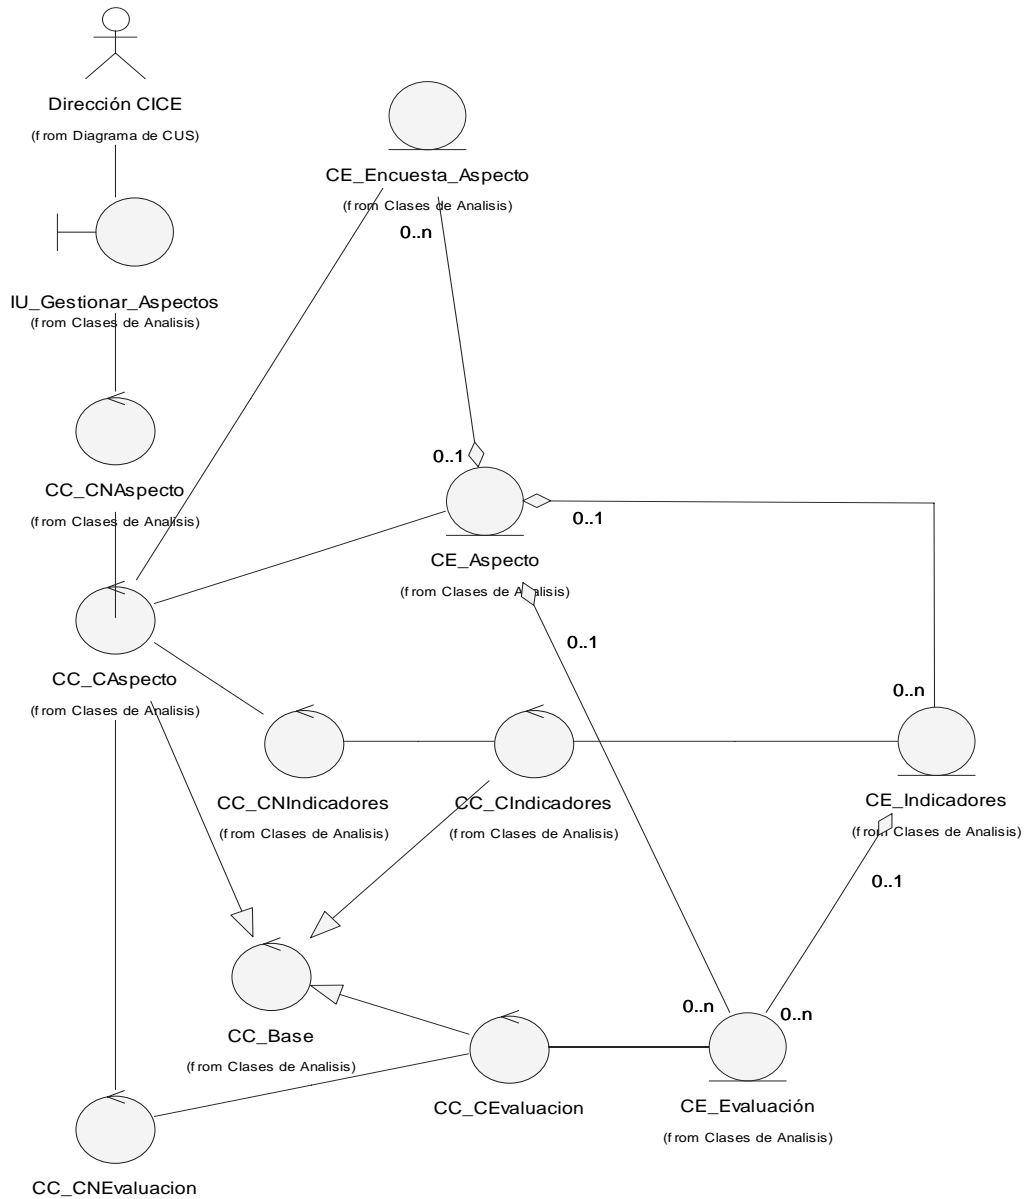 Dirección CICE
(from Diagrama de CUS)
CE_Encuesta_Aspecto
(from Clases de Analisis)
0..n
IU_Gestionar_Aspectos
(from Clases de Analisis)
0..1
CC_CNAspecto
(from Clases de Analisis)
0..1
CE_Aspecto
(from Clases de Analisis)
0..1
CC_CAspecto
(from Clases de Analisis)
0..n
CC_CNIndicadores
(from Clases de Analisis)
CC_CIndicadores
(from Clases de Analisis)
CE_Indicadores
(from Clases de Analisis)
0..1
0..n
0..n
CC_Base
(from Clases de Analisis)
CC_CEvaluacion
CE_Evaluación
(from Clases de Analisis)
CC_CNEvaluacion